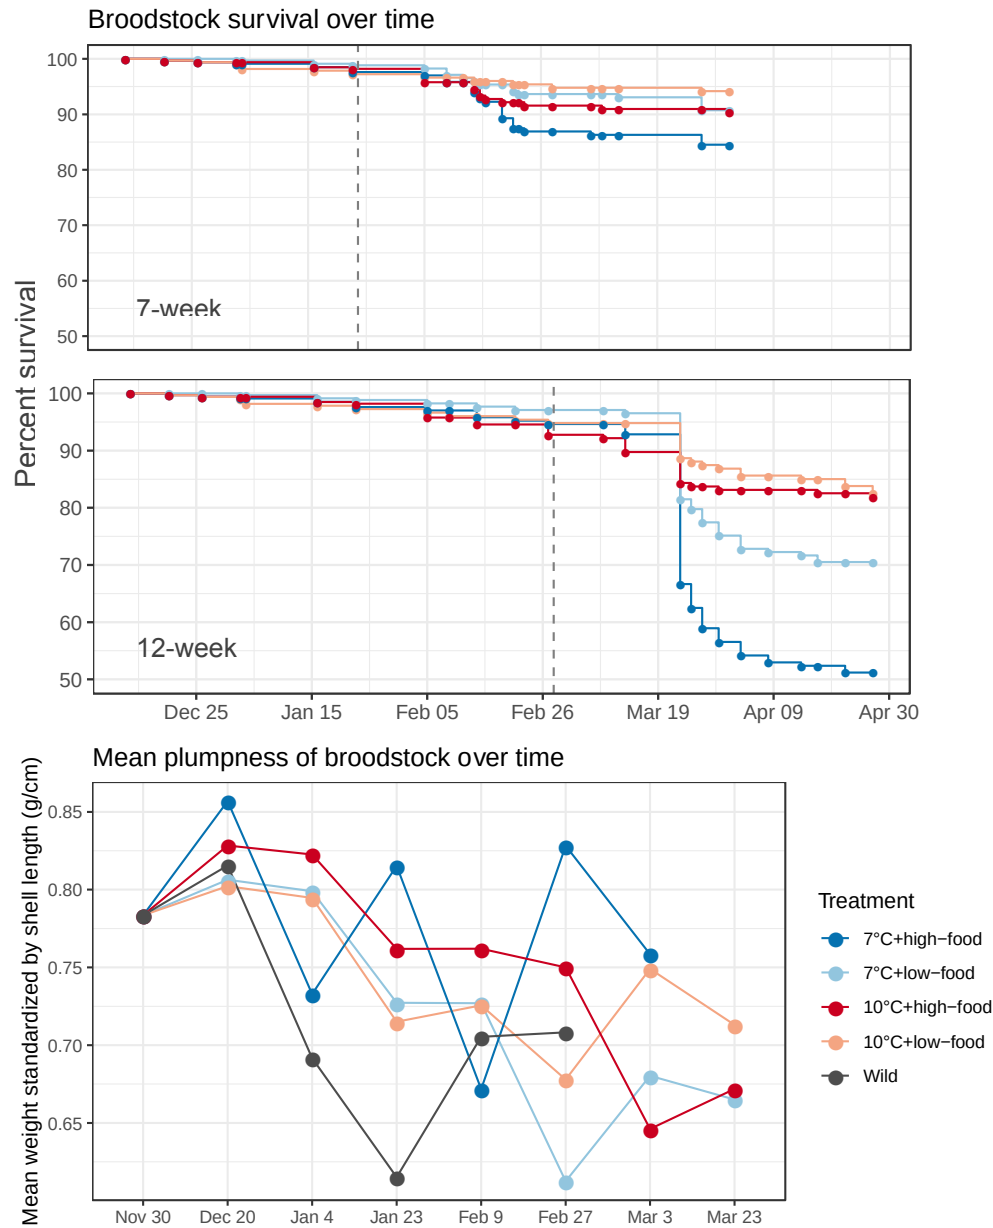 Broodstock survival over time
Percent survival
100
90
80
70
60
50
7-week
100
90
80
70
60
50
12-week
Dec 25 Jan 15 Feb 05 Feb 26 Mar 19 Apr 09 Apr 30
Mean plumpness of broodstock over time
Mean weight standardized by shell length (g/cm)
0.85
0.80
0.75
0.70
0.65
Nov 30 Dec 20 Jan 4 Jan 23 Feb 9 Feb 27 Mar 3 Mar 23
Treatment
7°C+high−food
7°C+low−food
10°C+high−food
10°C+low−food
Wild